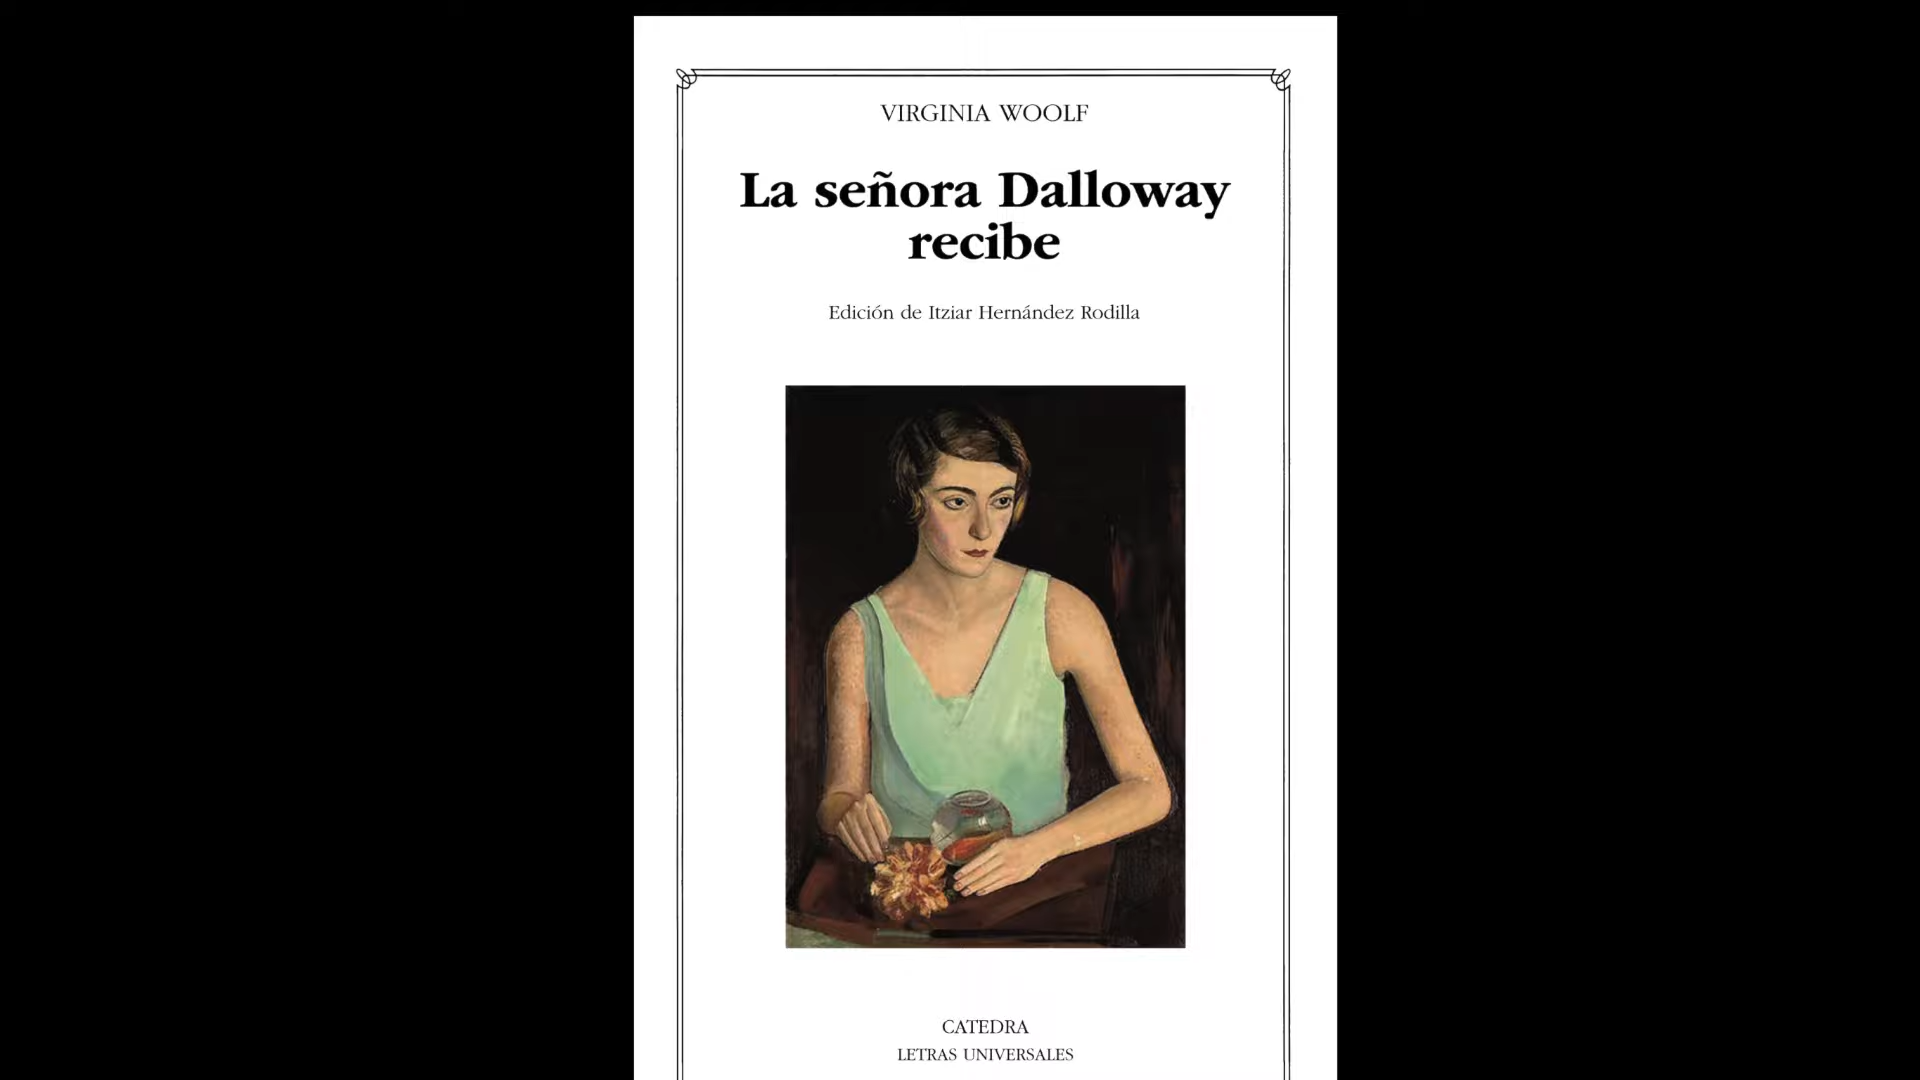 VIRGINIA WOOLF
La señora Dalloway
recibe
Edición de Itziar Hernández Rodilla
CATEDRA
LETRAS UNIVERSALES